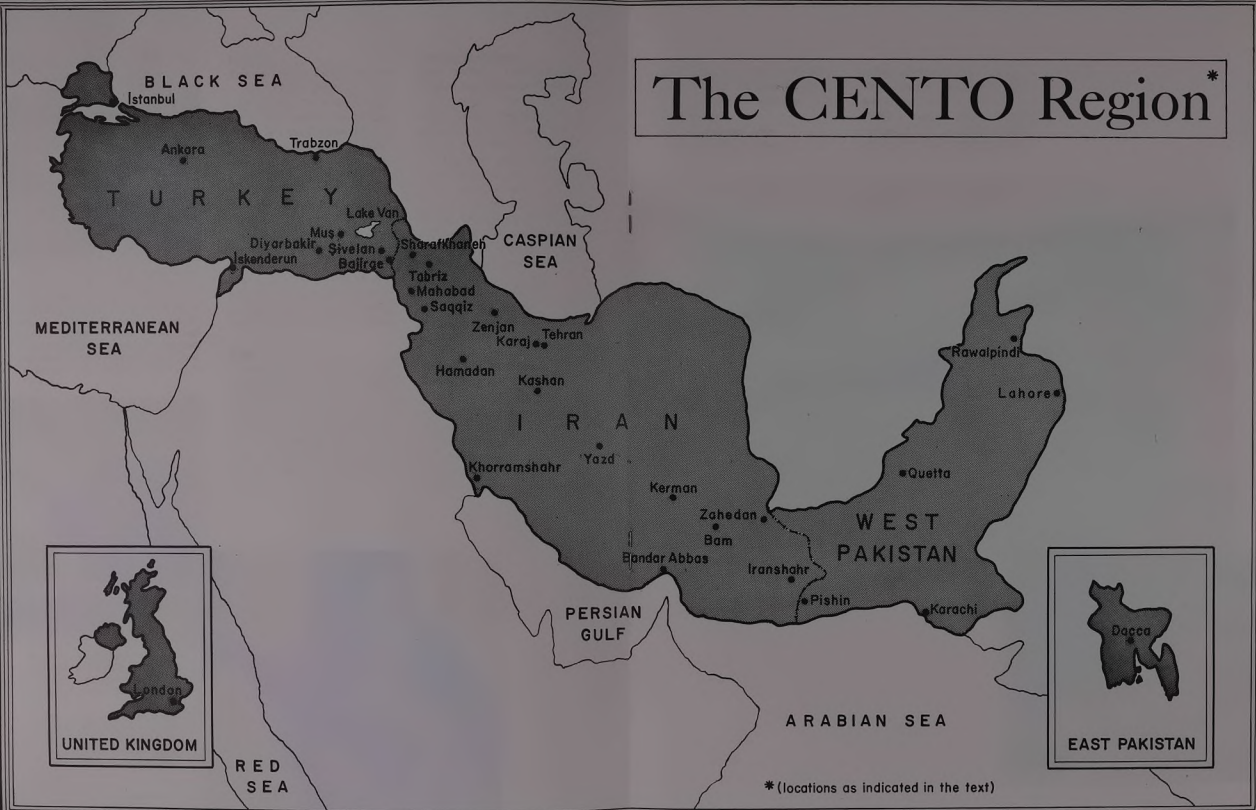 The CENTO Region*
BLACK SEA
Istanbul
Ankara
Trabzon
TURKEY
Lake Van
Muş
Diyarbakir
Şivelan
Bajirge
Iskenderun
Sharafkhaneh
Tabriz
Mahabad
Saqqiz
CASPIAN
SEA
MEDITERRANEAN
SEA
Zenjan
Karaj
Tehran
Hamadan
Kashan
IRAN
Yazd
Khorramshahr
Kerman
Zahedan
Bam
Bandar Abbas
Iranshahr
Pishin
Rawalpindi
Lahore
Quetta
WEST
PAKISTAN
Karachi
PERSIAN
GULF
London
UNITED KINGDOM
RED
SEA
ARABIAN SEA
Dacca
EAST PAKISTAN
*(locations as indicated in the text)